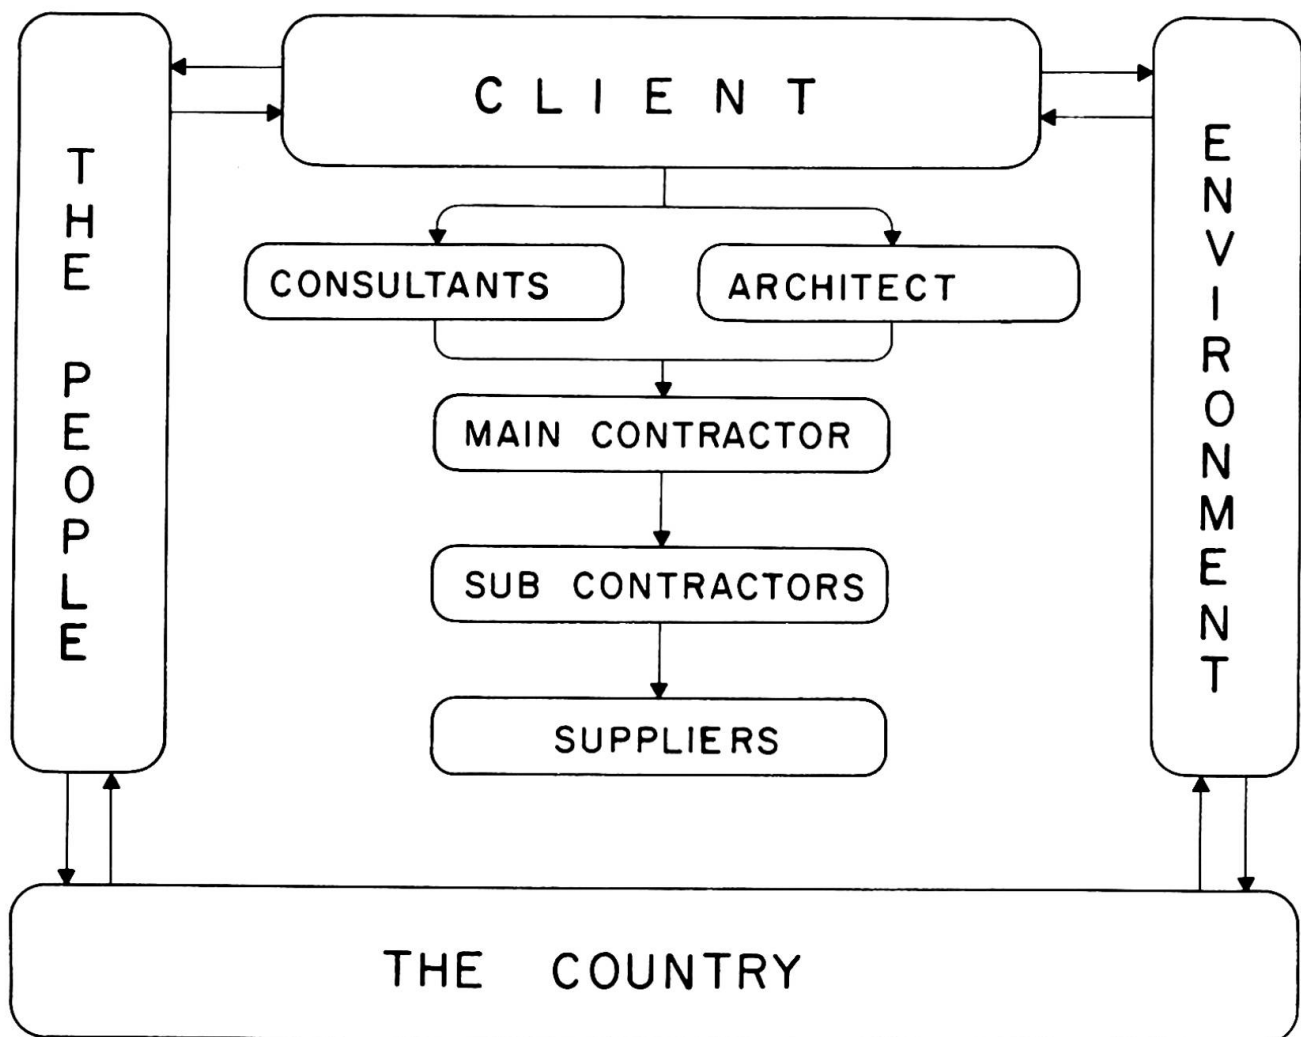 CLIENT
THE PEOPLE
ENVIRONMENT
CONSULTANTS
ARCHITECT
MAIN CONTRACTOR
SUB CONTRACTORS
SUPPLIERS
THE COUNTRY